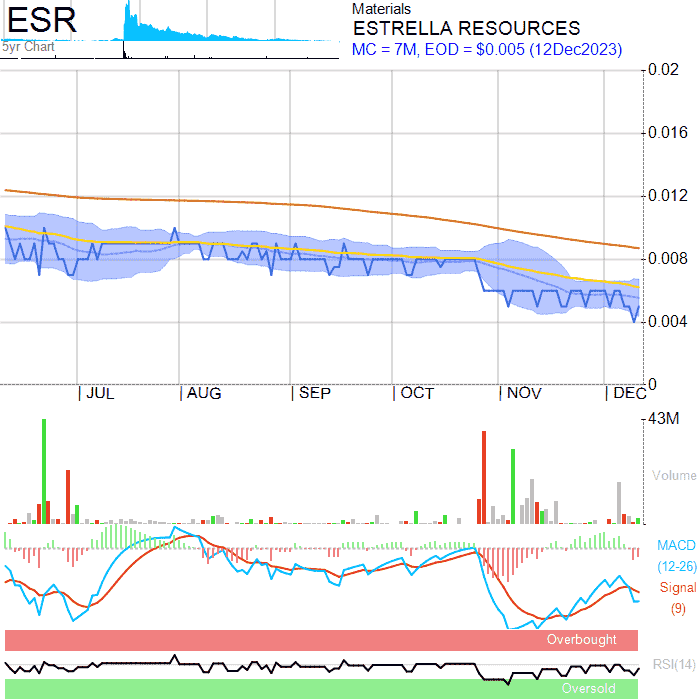 ESR
5yr Chart
Materials
ESTRELLA RESOURCES
MC = 7M, EOD = $0.005 (12Dec2023)
0.02
0.016
0.012
0.008
0.004
0
| JUL | AUG | SEP | OCT | NOV | DEC
43M
Volume
MACD
(12-26)
Signal
(9)
Overbought
RSI(14)
Oversold